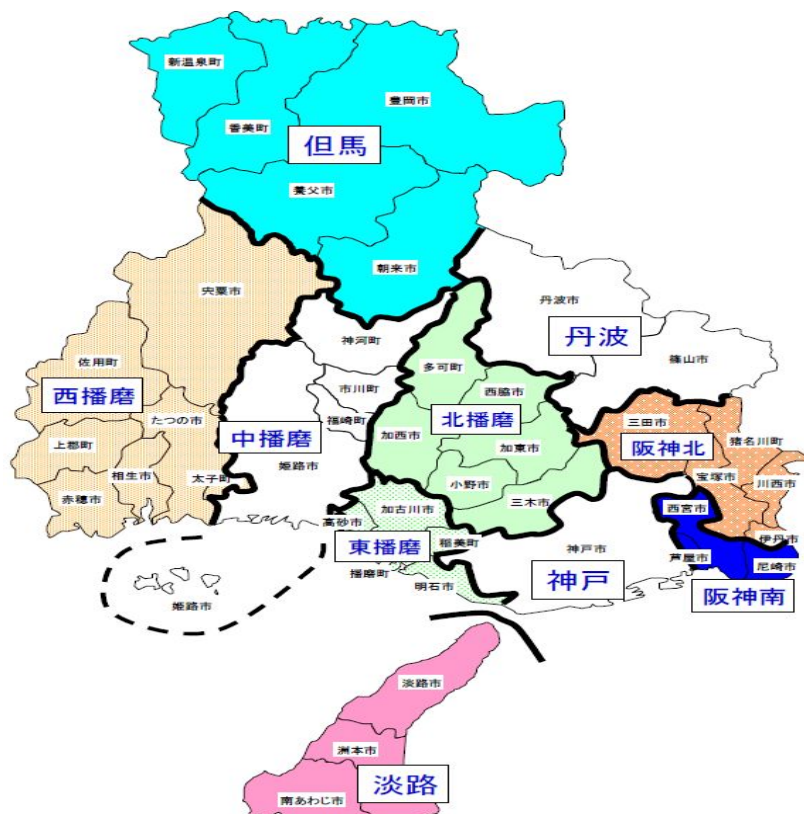 新温泉町
豊岡市
香美町
但馬
養父市
朝来市
宍粟市
丹波市
神河町
丹波
篠山市
佐用町
多可町
西播磨
市川町
西脇市
たつの市
福崎町
北播磨
三田市
猪名川町
中播磨
加西市
加東市
阪神北
上郡町
姫路市
宝塚市
相生市
太子町
小野市
川西市
赤穂市
三木市
加古川市
西宮市
高砂市
伊丹市
東播磨
稲美町
神戸市
芦屋市
尼崎市
播磨町
神戸
明石市
阪神南
姫路市
淡路市
洲本市
淡路
南あわじ市